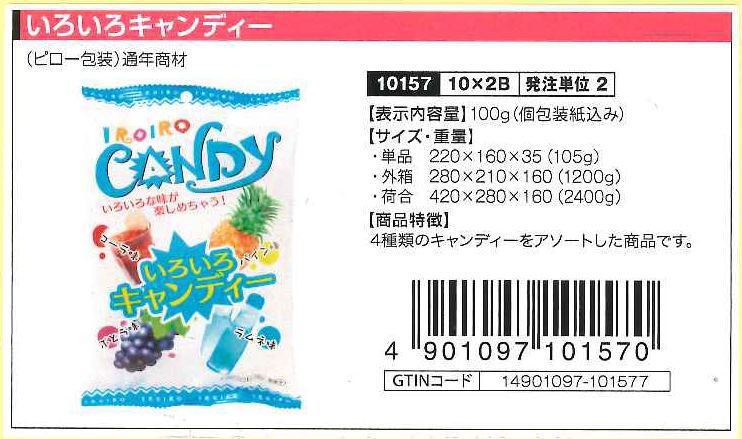 いろいろキャンディー
(ピロー包装)通年商材
10157 10×2B 発注単位 2
【表示内容量】100g(個包装紙込み)
【サイズ・重量】
・単品 220×160×35(105g)
・外箱 280×210×160(1200g)
・荷合 420×280×160(2400g)
【商品特徴】
4種類のキャンディーをアソートした商品です。
IROIRO
CANDY
いろいろな味が
楽しめちゃう!
コーラ味
パイン味
いろいろ
キャンディー
ぶどう味
ラムネ味
4 901097 101570
GTINコード 14901097-101577